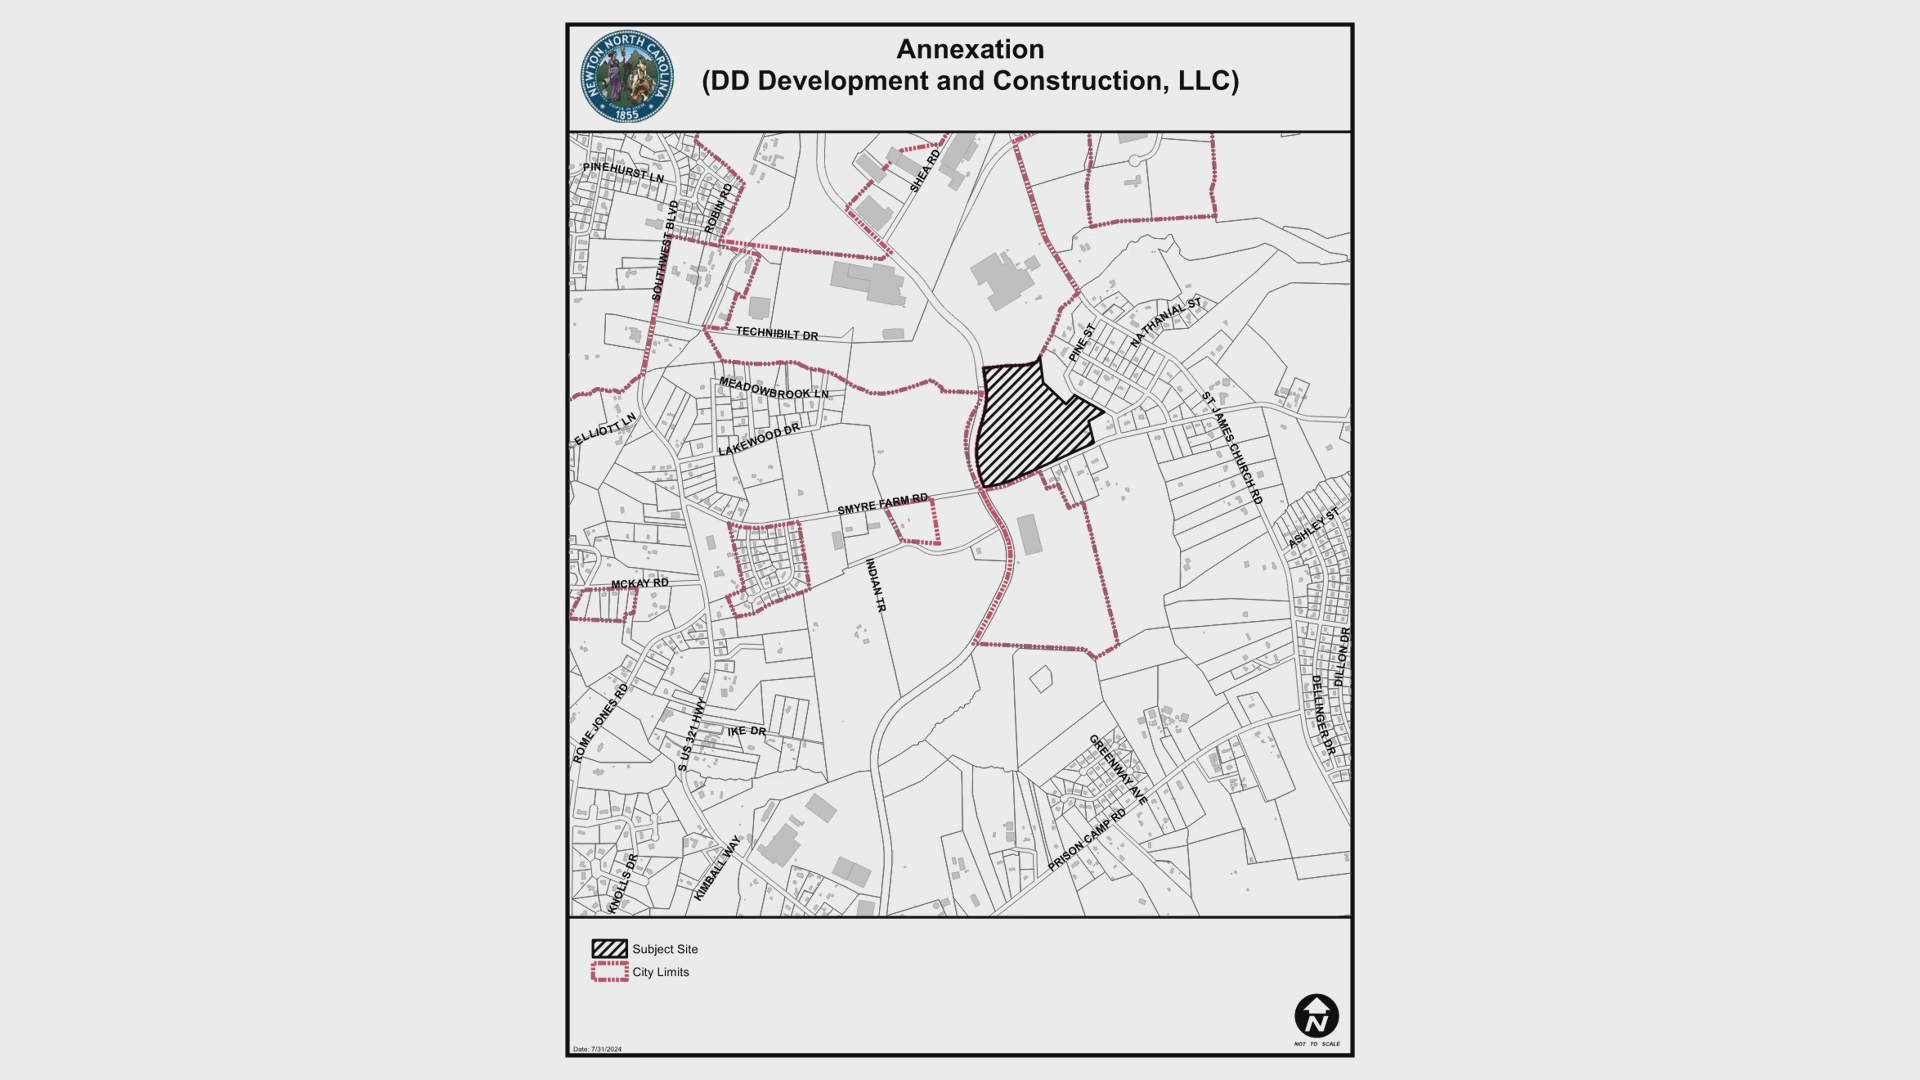 Annexation
(DD Development and Construction, LLC)
NEWTON NORTH CAROLINA
1855
PINEHURST LN
SHEA RD
ROBIN RD
SOUTHWEST BLVD
NATHANIAL ST
PINE ST
TECHNIBILT DR
MEADOWBROOK LN
ST JAMES CHURCH RD
ELLIOTT LN
LAKEWOOD DR
SMYRE FARM RD
ASHLEY ST
MCKAY RD
INDIAN TR
DILLON DR
DELLINGER DR
ROME JONES RD
S US 321 HWY
IKE DR
GREENWAY AVE
PRISON CAMP RD
KNOLLS DR
KIMBALL WAY
Subject Site
City Limits
N
NOT TO SCALE
Date: 7/31/2024